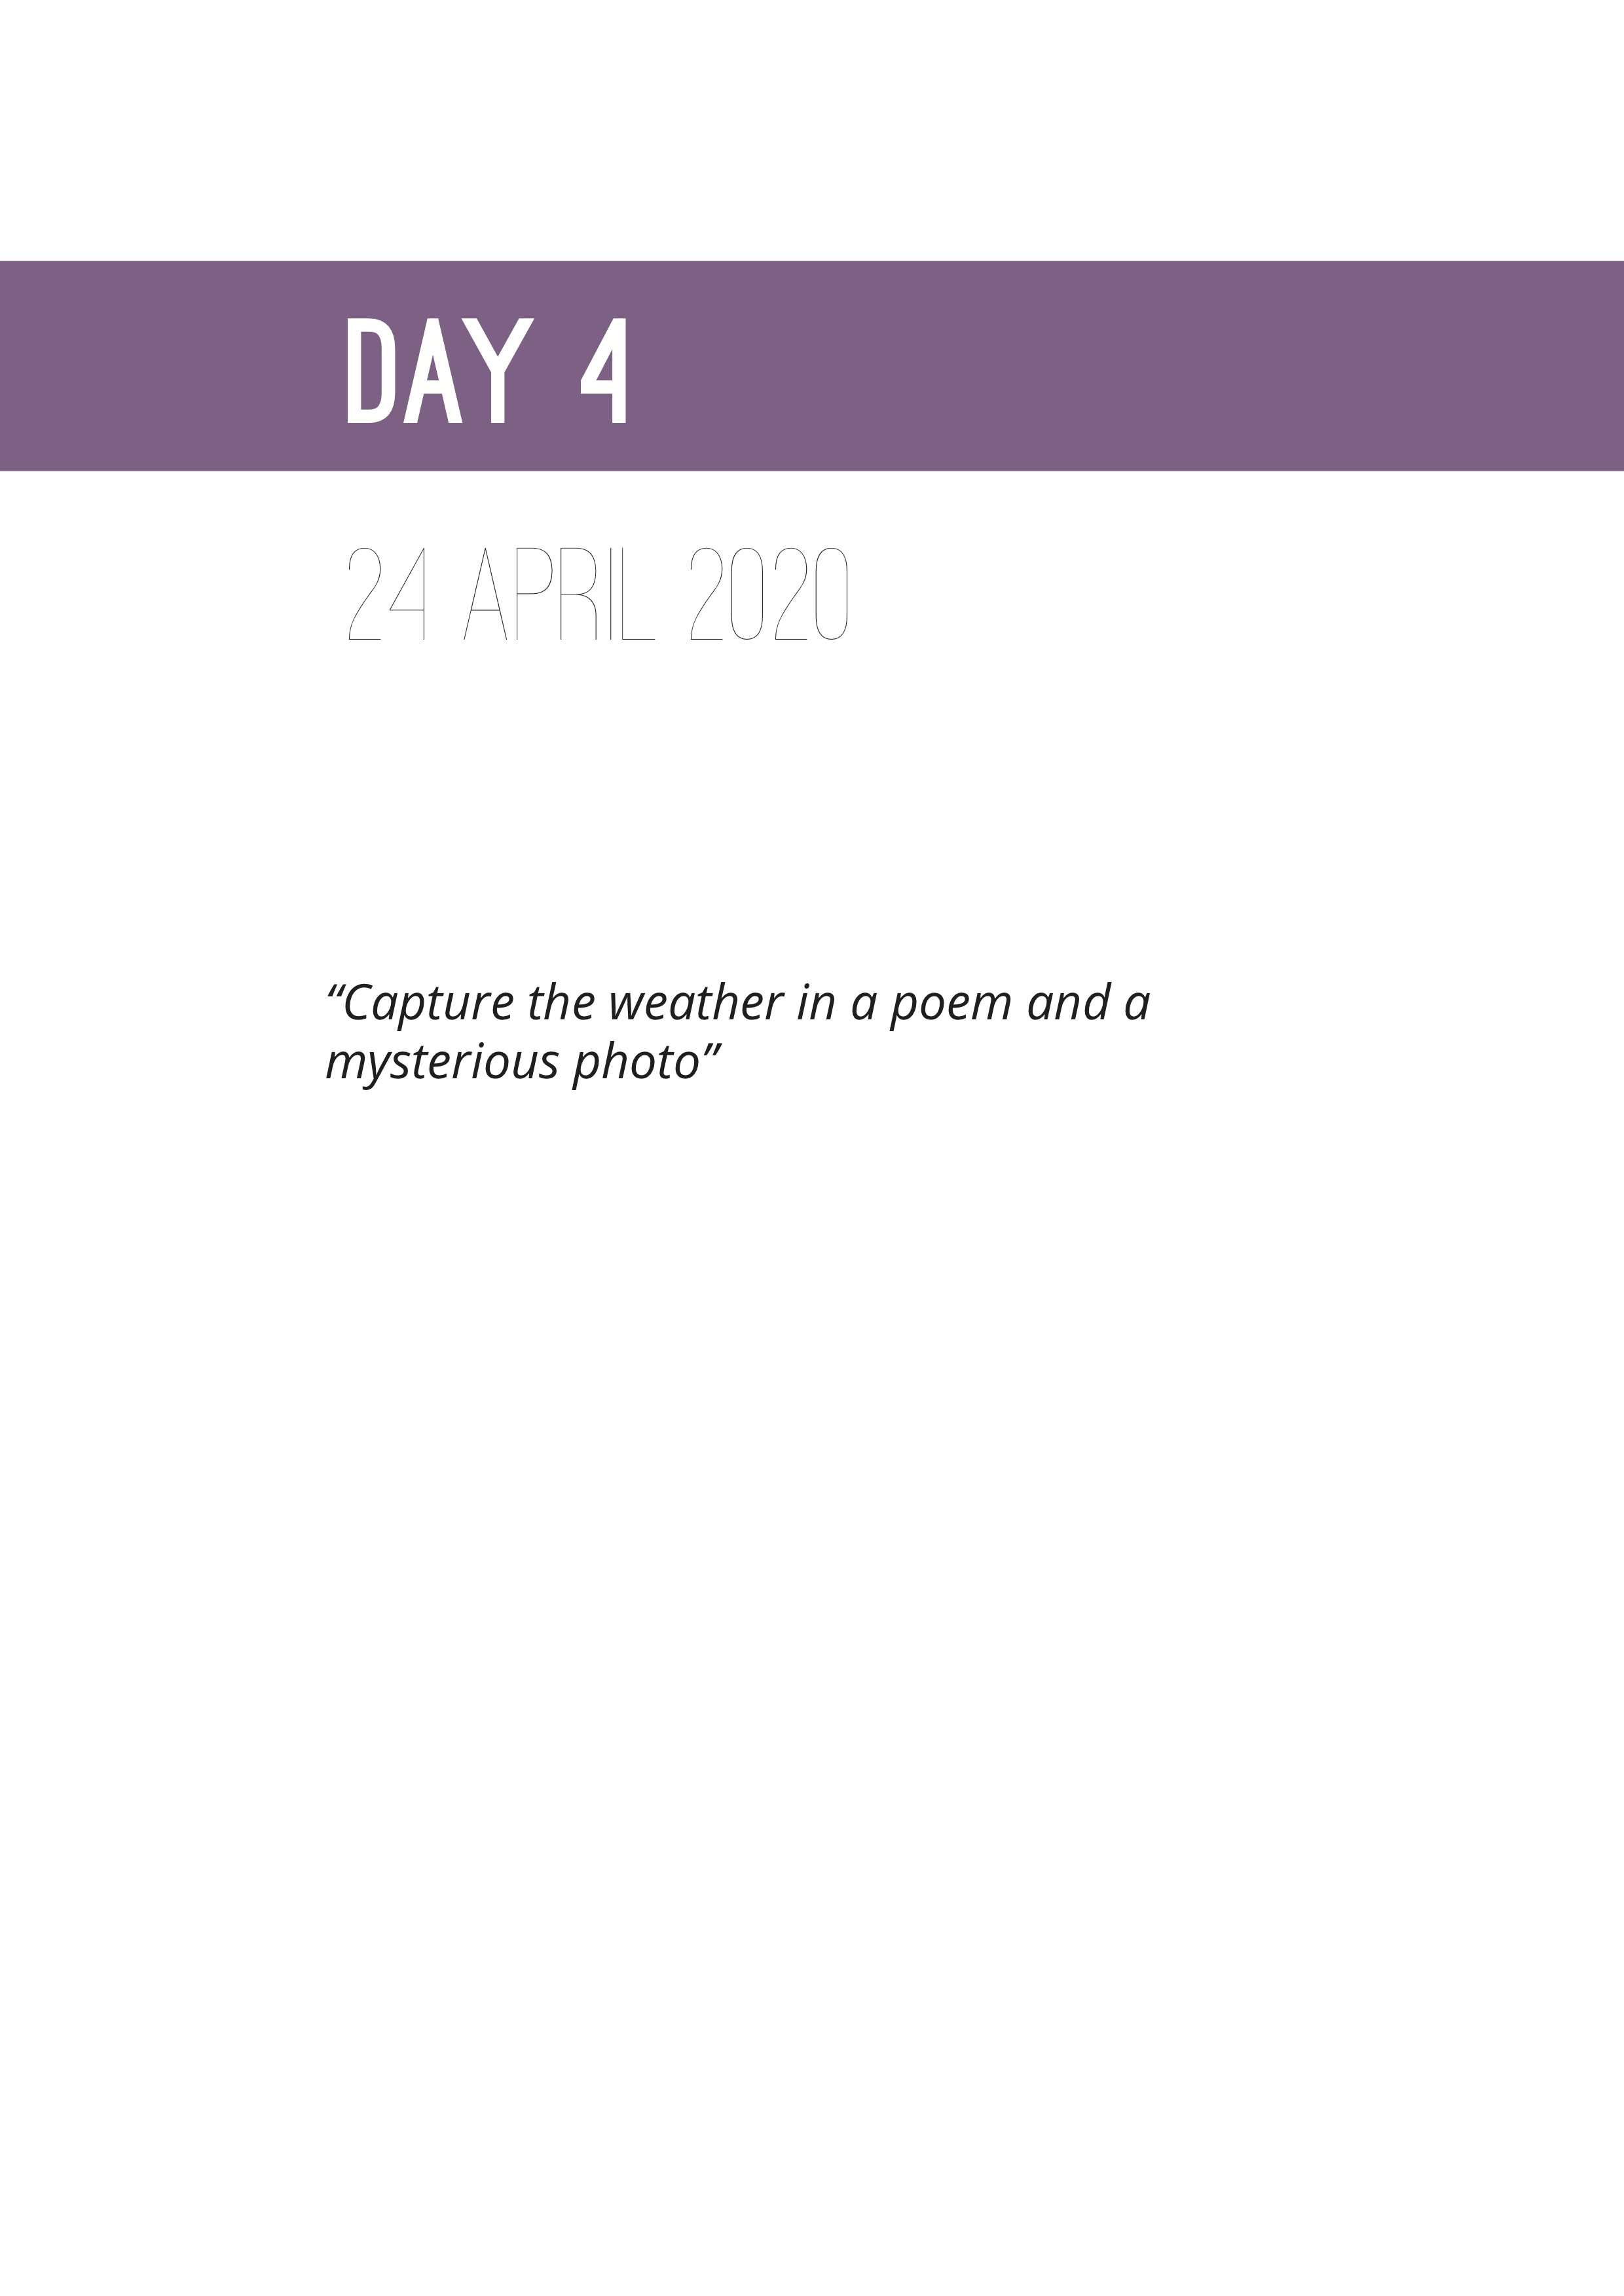 DAY 4
24 APRIL 2020
“Capture the weather in a poem and a
mysterious photo”